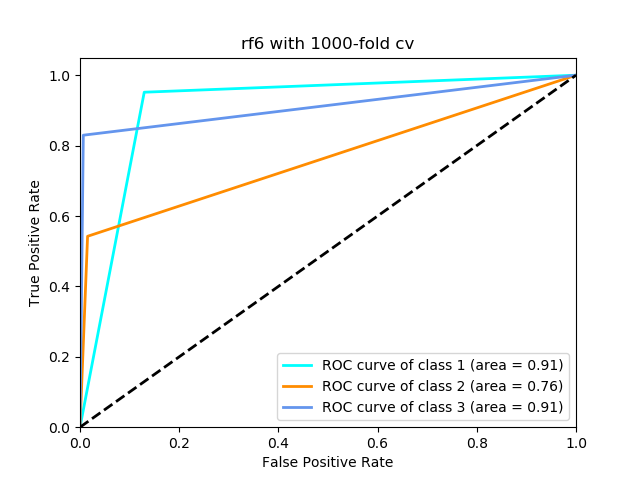 rf6 with 1000-fold cv
1.0
0.8
0.6
0.4
0.2
0.0
True Positive Rate
ROC curve of class 1 (area = 0.91)
ROC curve of class 2 (area = 0.76)
ROC curve of class 3 (area = 0.91)
0.0 0.2 0.4 0.6 0.8 1.0
False Positive Rate